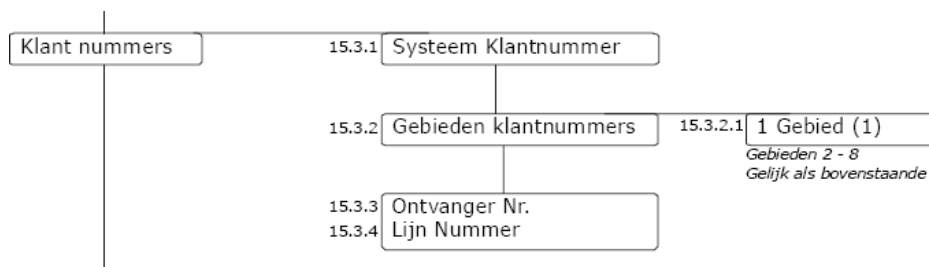 Klant nummers
15.3.1 Systeem Klantnummer
15.3.2 Gebieden klantnummers
15.3.2.1 1 Gebied (1)
Gebieden 2 - 8
Gelijk als bovenstaande
15.3.3 Ontvanger Nr.
15.3.4 Lijn Nummer